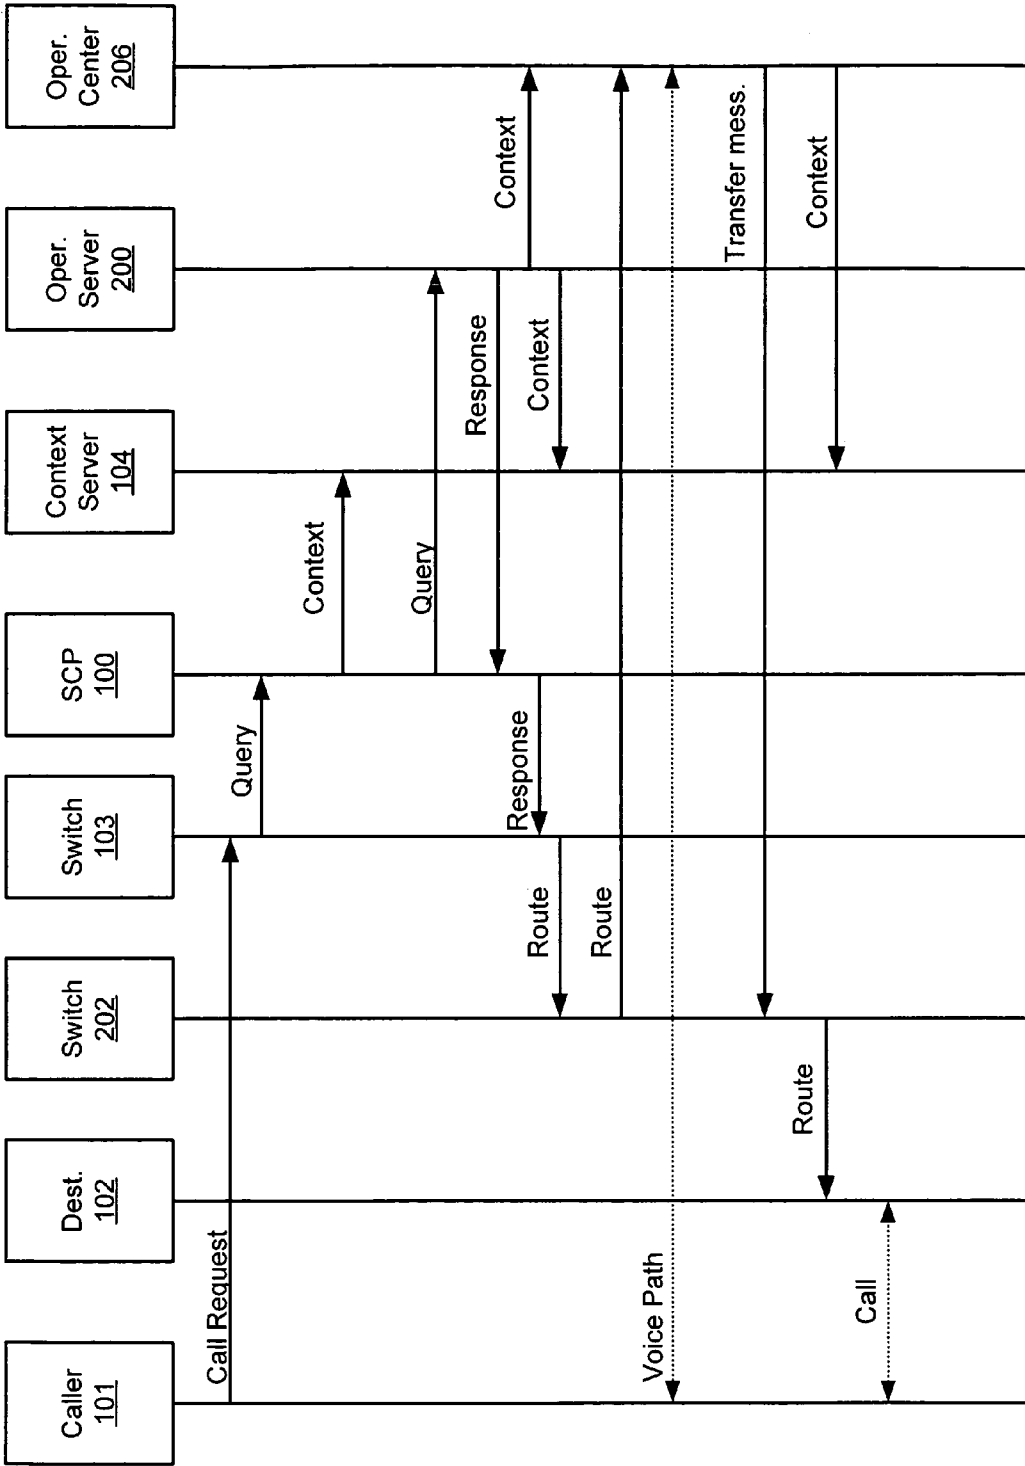 Caller
101
Dest.
102
Switch
202
Switch
103
SCP
100
Context
Server
104
Oper.
Server
200
Oper.
Center
206
Call Request
Query
Context
Query
Response
Context
Response
Context
Route
Route
Voice Path
Transfer mess.
Route
Context
Call